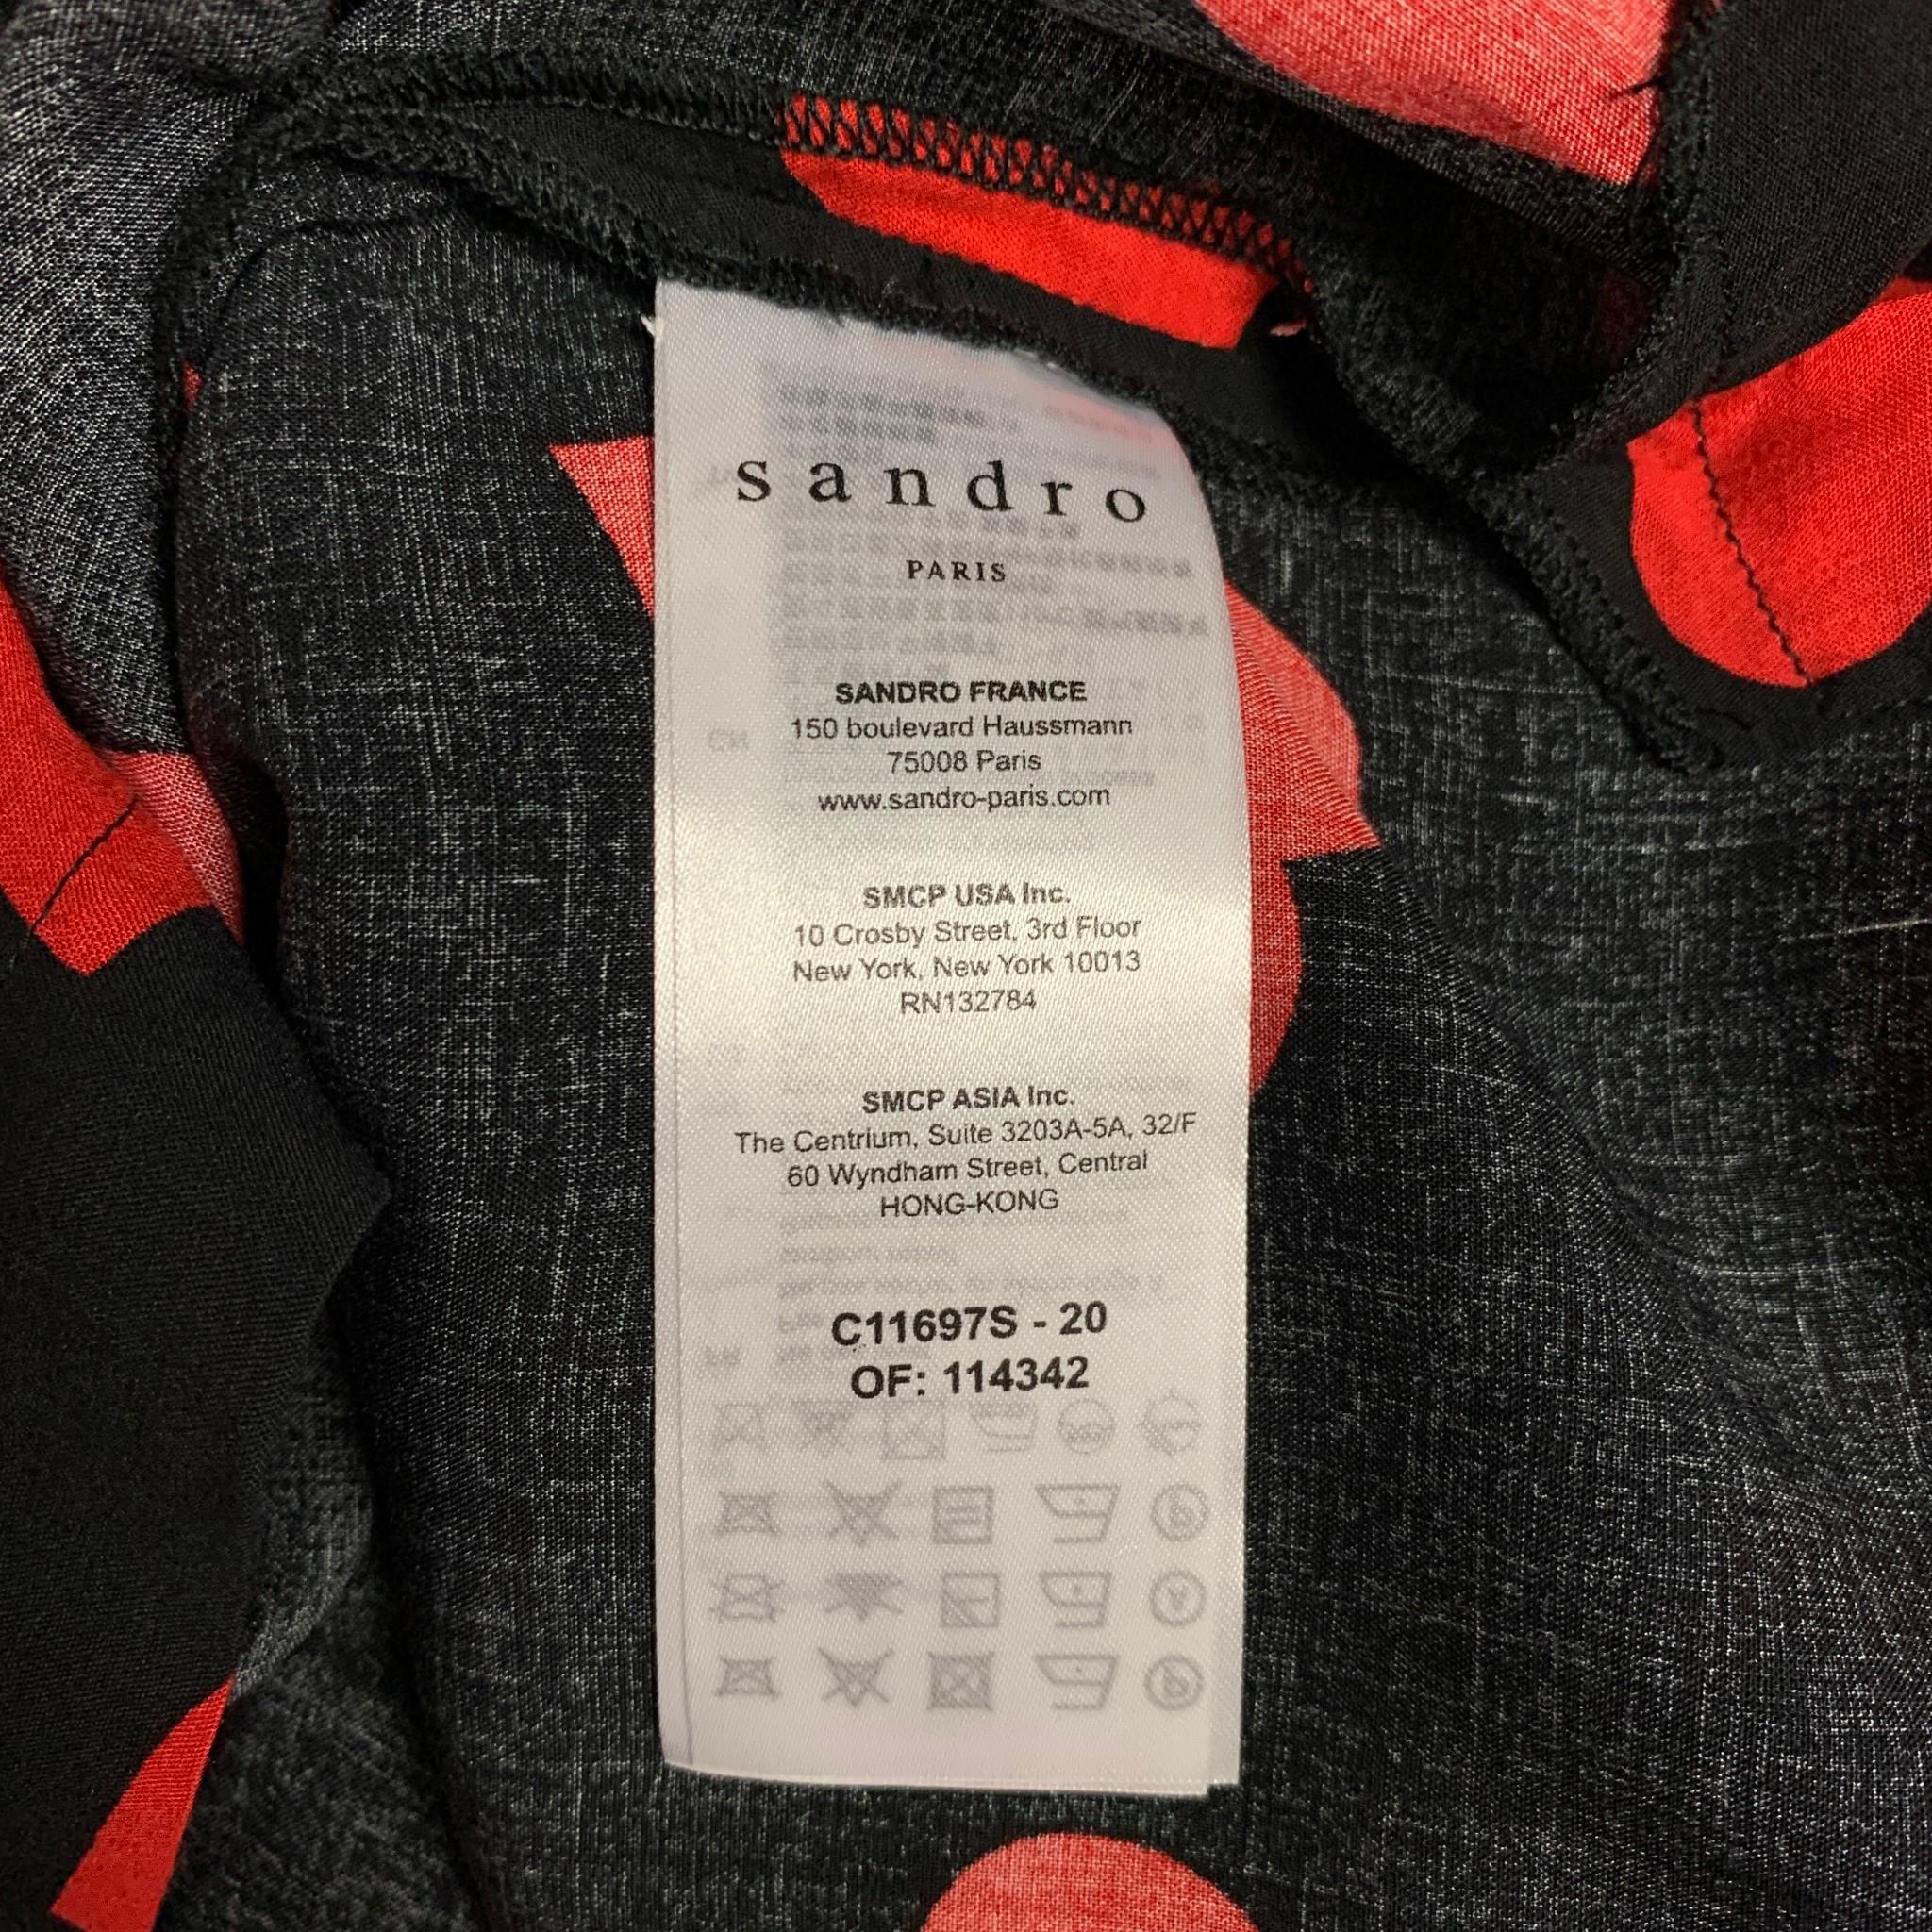 sandro
PARIS
SANDRO FRANCE
150 boulevard Haussmann
75008 Paris
www.sandro-paris.com
SMCP USA Inc.
10 Crosby Street, 3rd Floor
New York, New York 10013
RN132784
SMCP ASIA Inc.
The Centrium, Suite 3203A-5A, 32/F
60 Wyndham Street, Central
HONG-KONG
C11697S - 20
OF: 114342